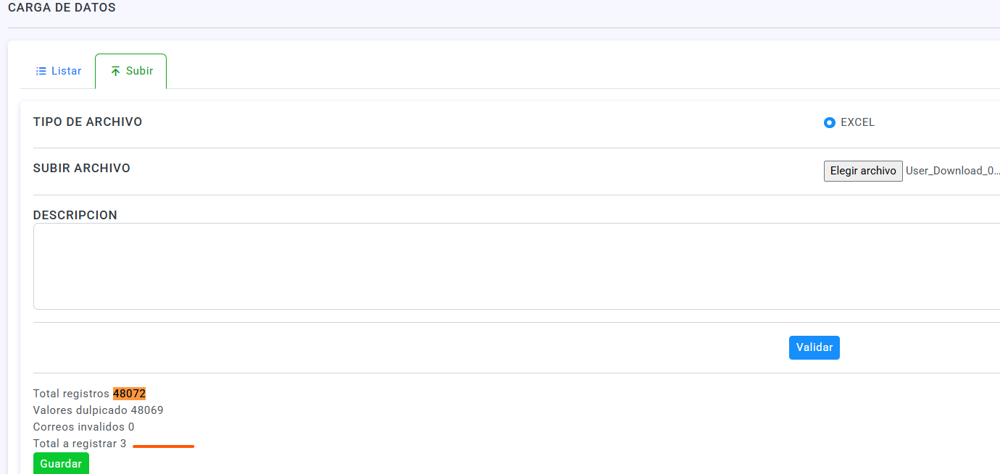 CARGA DE DATOS
Listar
Subir
TIPO DE ARCHIVO
EXCEL
SUBIR ARCHIVO
Elegir archivo User_Download_0...
DESCRIPCION
Validar
Total registros 48072
Valores dulpicado 48069
Correos invalidos 0
Total a registrar 3
Guardar